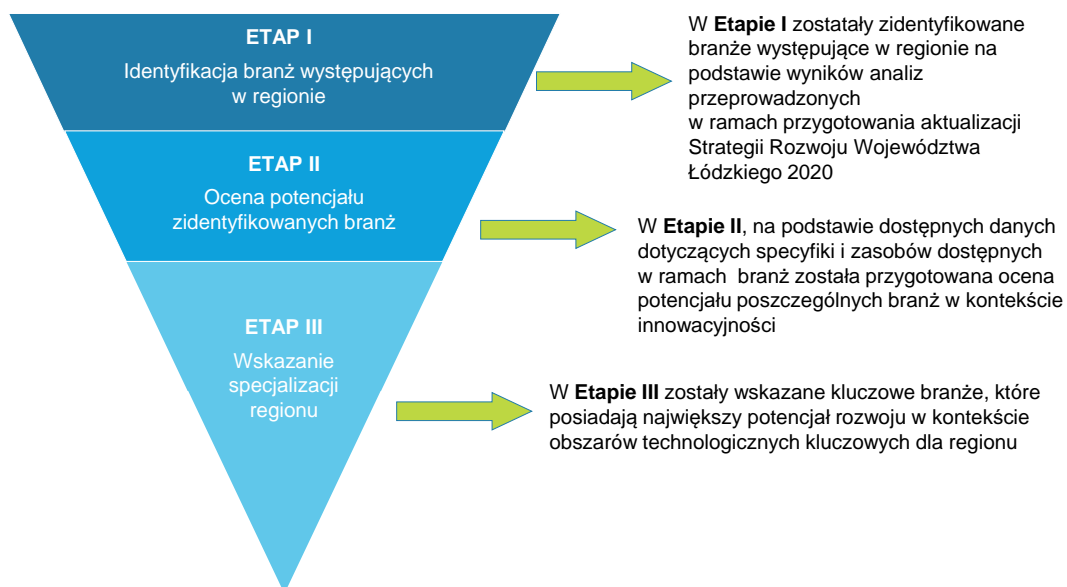 ETAP I
Identyfikacja branż występujących
w regionie
W Etapie I zostatały zidentyfikowane
branże występujące w regionie na
podstawie wyników analiz
przeprowadzonych
w ramach przygotowania aktualizacji
Strategii Rozwoju Województwa
Łódzkiego 2020
ETAP II
Ocena potencjału
zidentyfikowanych branż
W Etapie II, na podstawie dostępnych danych
dotyczących specyfiki i zasobów dostępnych
w ramach branż została przygotowana ocena
potencjału poszczególnych branż w kontekście
innowacyjności
ETAP III
Wskazanie
specjalizacji
regionu
W Etapie III zostały wskazane kluczowe branże, które
posiadają największy potencjał rozwoju w kontekście
obszarów technologicznych kluczowych dla regionu